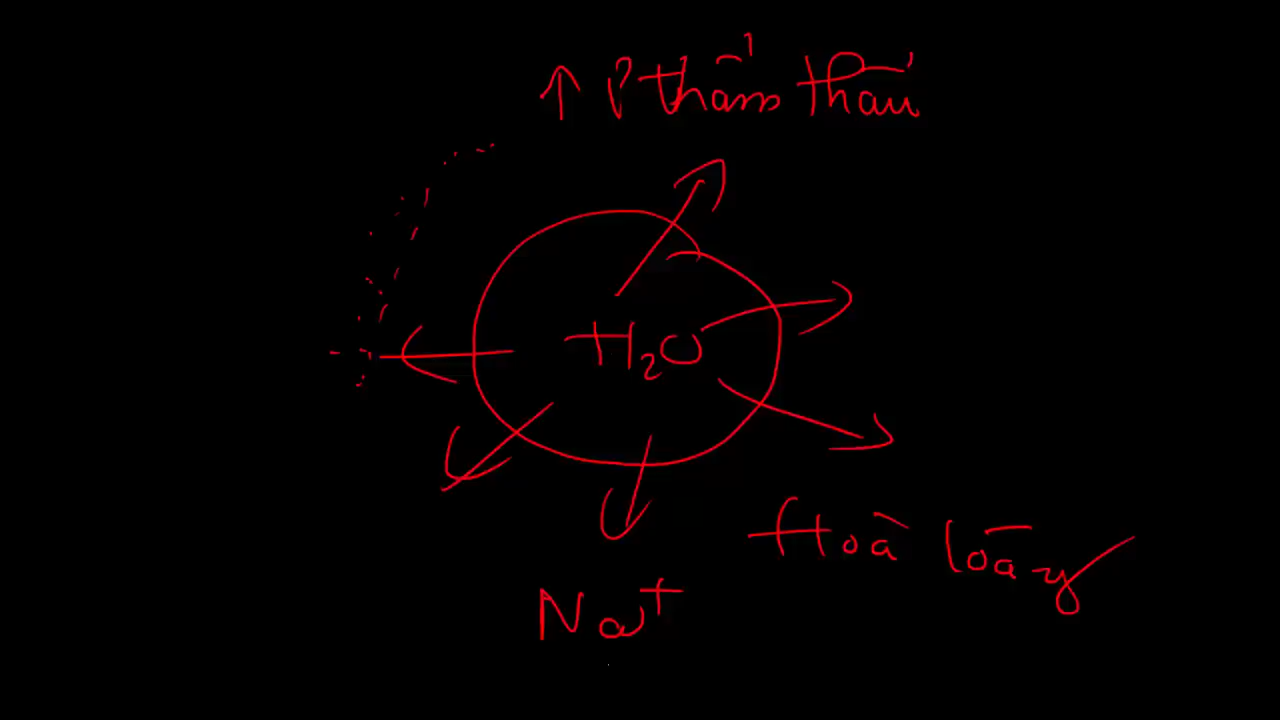 ↑ P thẩm thấu
H₂O
Hoà loãng
Na⁺